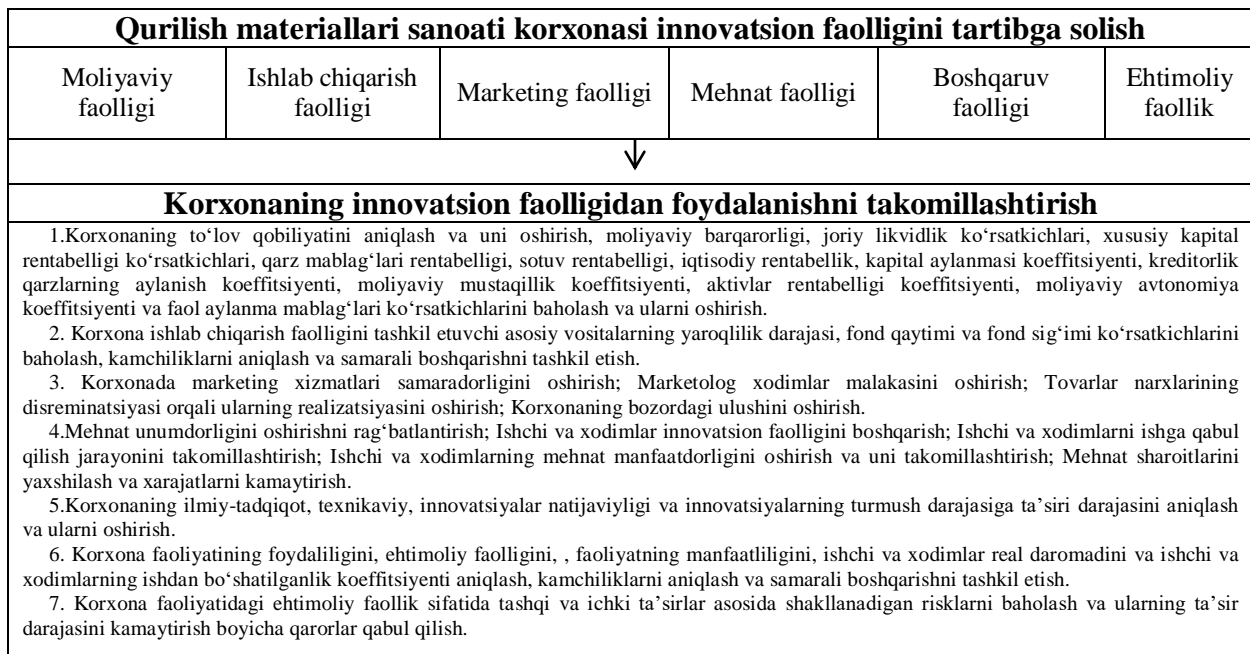 Qurilish materiallari sanoati korxonasi innovatsion faolligini tartibga solish
Moliyaviy faolligi
Ishlab chiqarish faolligi
Marketing faolligi
Mehnat faolligi
Boshqaruv faolligi
Ehtimoliy faollik
Korxonaning innovatsion faolligidan foydalanishni takomillashtirish
1.Korxonaning to‘lov qobiliyatini aniqlash va uni oshirish, moliyaviy barqarorligi, joriy likvidlik ko‘rsatkichlari, xususiy kapital
rentabelligi ko‘rsatkichlari, qarz mablag‘lari rentabelligi, sotuv rentabelligi, iqtisodiy rentabellik, kapital aylanmasi koeffitsiyenti, kreditorlik
qarzlarning aylanish koeffitsiyenti, moliyaviy mustaqillik koeffitsiyenti, aktivlar rentabelligi koeffitsiyenti, moliyaviy avtonomiya
koeffitsiyenti va faol aylanma mablag‘lari ko‘rsatkichlarini baholash va ularni oshirish.
2. Korxona ishlab chiqarish faolligini tashkil etuvchi asosiy vositalarning yaroqlilik darajasi, fond qaytimi va fond sig‘imi ko‘rsatkichlarini
baholash, kamchiliklarni aniqlash va samarali boshqarishni tashkil etish.
3. Korxonada marketing xizmatlari samaradorligini oshirish; Marketolog xodimlar malakasini oshirish; Tovarlar narxlarining
disreminatsiyasi orqali ularning realizatsiyasini oshirish; Korxonaning bozordagi ulushini oshirish.
4.Mehnat unumdorligini oshirishni rag‘batlantirish; Ishchi va xodimlar innovatsion faolligini boshqarish; Ishchi va xodimlarni ishga qabul
qilish jarayonini takomillashtirish; Ishchi va xodimlarning mehnat manfaatdorligini oshirish va uni takomillashtirish; Mehnat sharoitlarini
yaxshilash va xarajatlarni kamaytirish.
5.Korxonaning ilmiy-tadqiqot, texnikaviy, innovatsiyalar natijaviyligi va innovatsiyalarning turmush darajasiga ta’siri darajasini aniqlash
va ularni oshirish.
6. Korxona faoliyatining foydaliligini, ehtimoliy faolligini, , faoliyatning manfaatliligini, ishchi va xodimlar real daromadini va ishchi va
xodimlarning ishdan bo‘shatilganlik koeffitsiyenti aniqlash, kamchiliklarni aniqlash va samarali boshqarishni tashkil etish.
7. Korxona faoliyatidagi ehtimoliy faollik sifatida tashqi va ichki ta’sirlar asosida shakllanadigan risklarni baholash va ularning ta’sir
darajasini kamaytirish boyicha qarorlar qabul qilish.